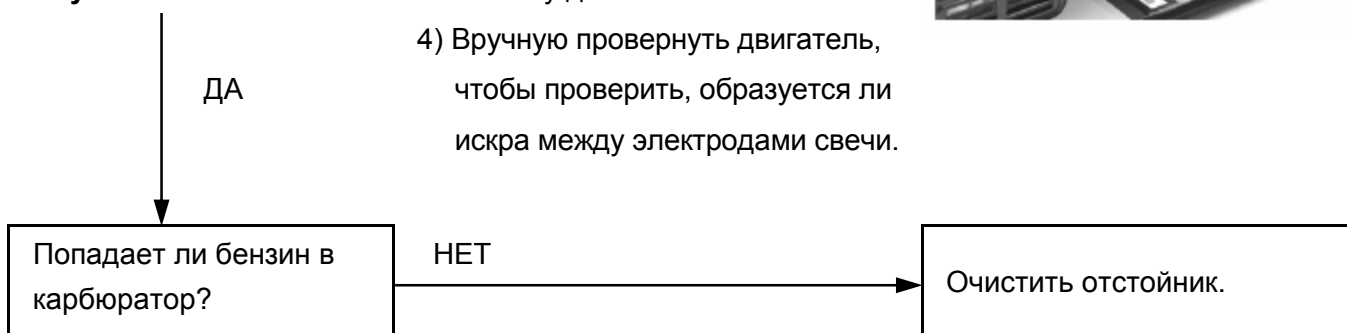 4) Вручную провернуть двигатель,
ДА
чтобы проверить, образуется ли
искра между электродами свечи.
Попадает ли бензин в
НЕТ
карбюратор?
Очистить отстойник.